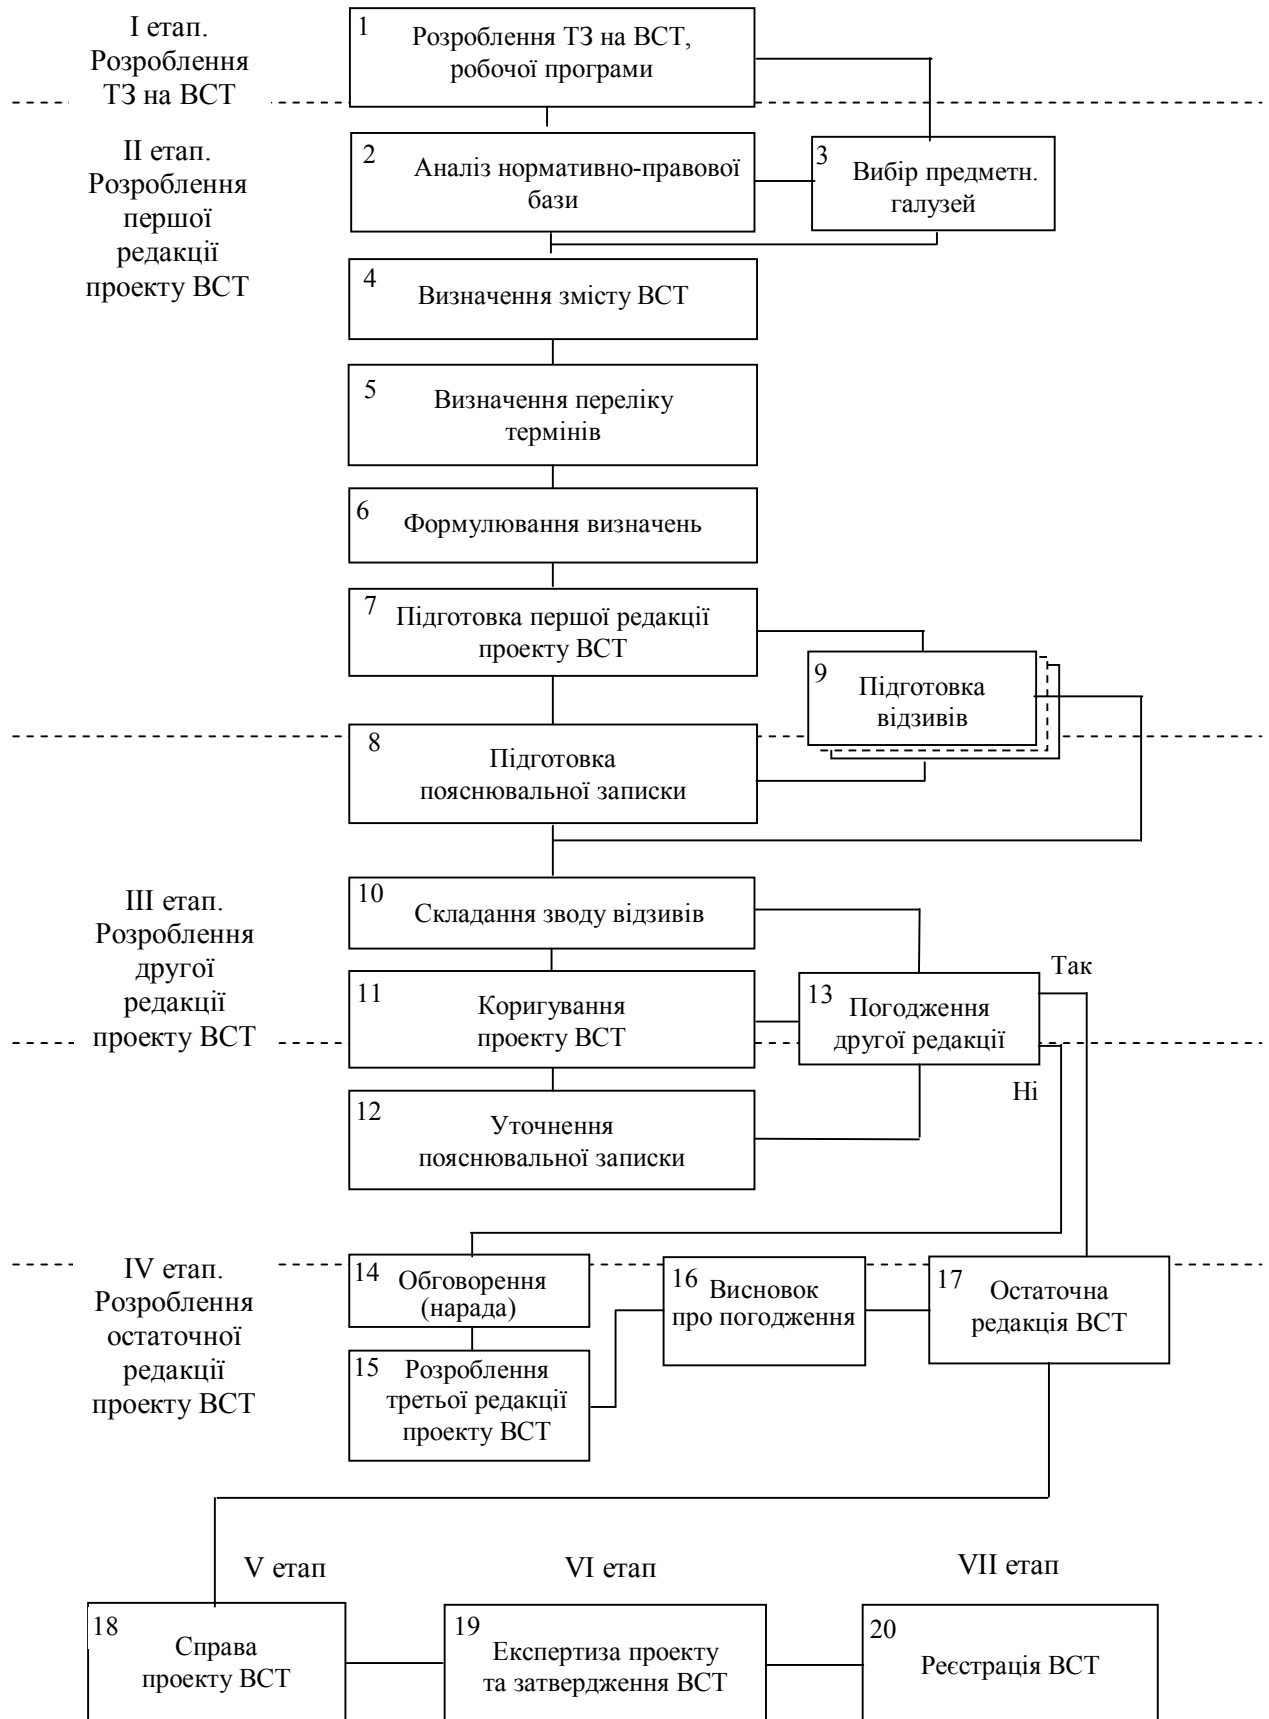 I етап.
Розроблення
ТЗ на ВСТ
1
Розроблення ТЗ на ВСТ,
робочої програми
II етап.
Розроблення
першої
редакції
проекту ВСТ
2
Аналіз нормативно-правової
бази
3
Вибір предметн.
галузей
4
Визначення змісту ВСТ
5
Визначення переліку
термінів
6
Формулювання визначень
7
Підготовка першої редакції
проекту ВСТ
9
Підготовка
відзивів
8
Підготовка
пояснювальної записки
III етап.
Розроблення
другої
редакції
проекту ВСТ
10
Складання зводу відзивів
11
Коригування
проекту ВСТ
13
Погодження
другої редакції
Так
Ні
12
Уточнення
пояснювальної записки
IV етап.
Розроблення
остаточної
редакції
проекту ВСТ
14
Обговорення
(нарада)
15
Розроблення
третьої редакції
проекту ВСТ
16
Висновок
про погодження
17
Остаточна
редакція ВСТ
V етап
VI етап
VII етап
18
Справа
проекту ВСТ
19
Експертиза проекту
та затвердження ВСТ
20
Реєстрація ВСТ